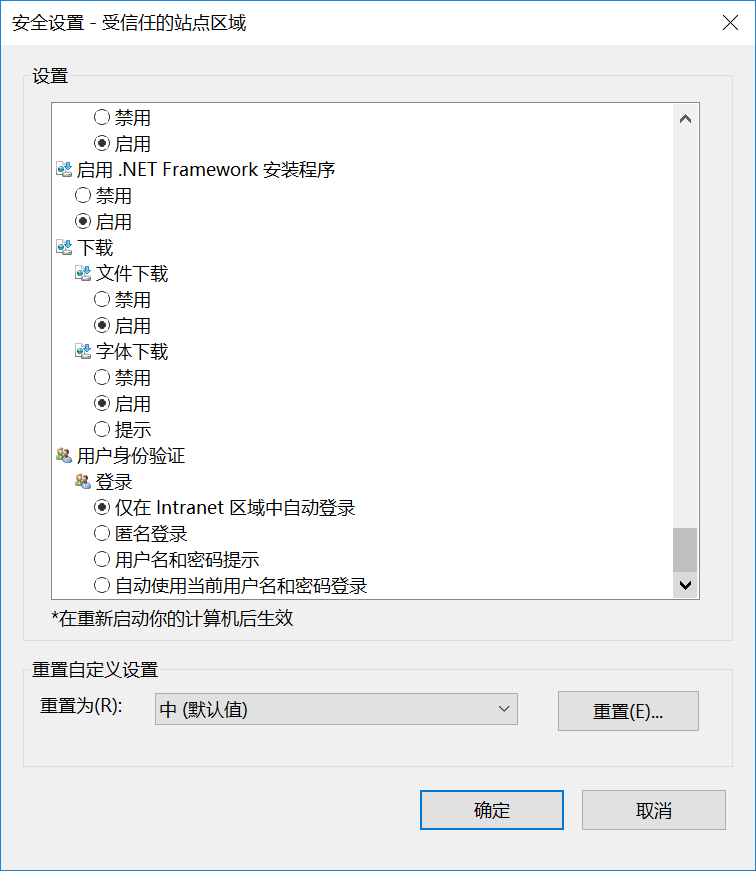 安全设置 - 受信任的站点区域
设置
禁用
启用
启用 .NET Framework 安装程序
禁用
启用
下载
文件下载
禁用
启用
字体下载
禁用
启用
提示
用户身份验证
登录
仅在 Intranet 区域中自动登录
匿名登录
用户名和密码提示
自动使用当前用户名和密码登录
*在重新启动你的计算机后生效
重置自定义设置
重置为(R): 中 (默认值) 重置(E)...
确定 取消